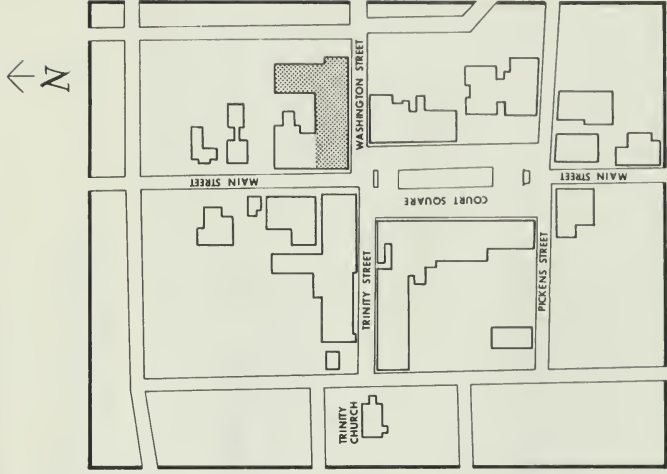 N
WASHINGTON STREET
MAIN STREET
COURT SQUARE
MAIN STREET
TRINITY STREET
PICKENS STREET
TRINITY
CHURCH